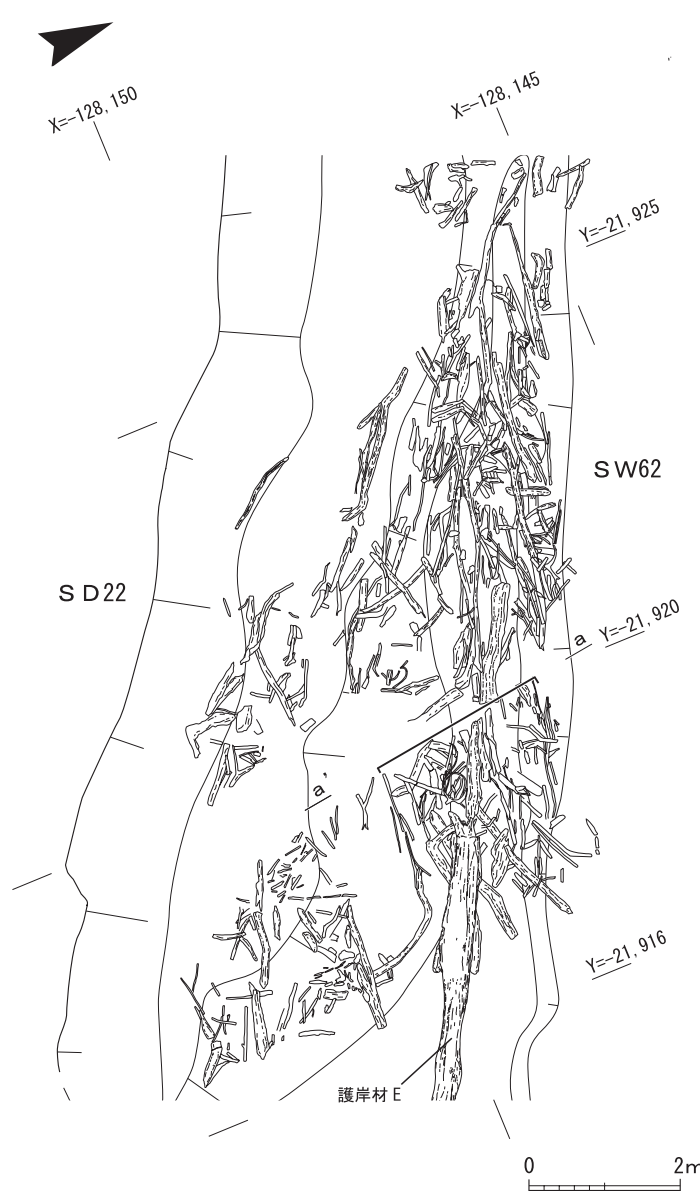 X=-128,150
X=-128,145
Y=-21,925
SW62
SD22
a
Y=-21,920
a'
Y=-21,916
護岸材E
0 2m